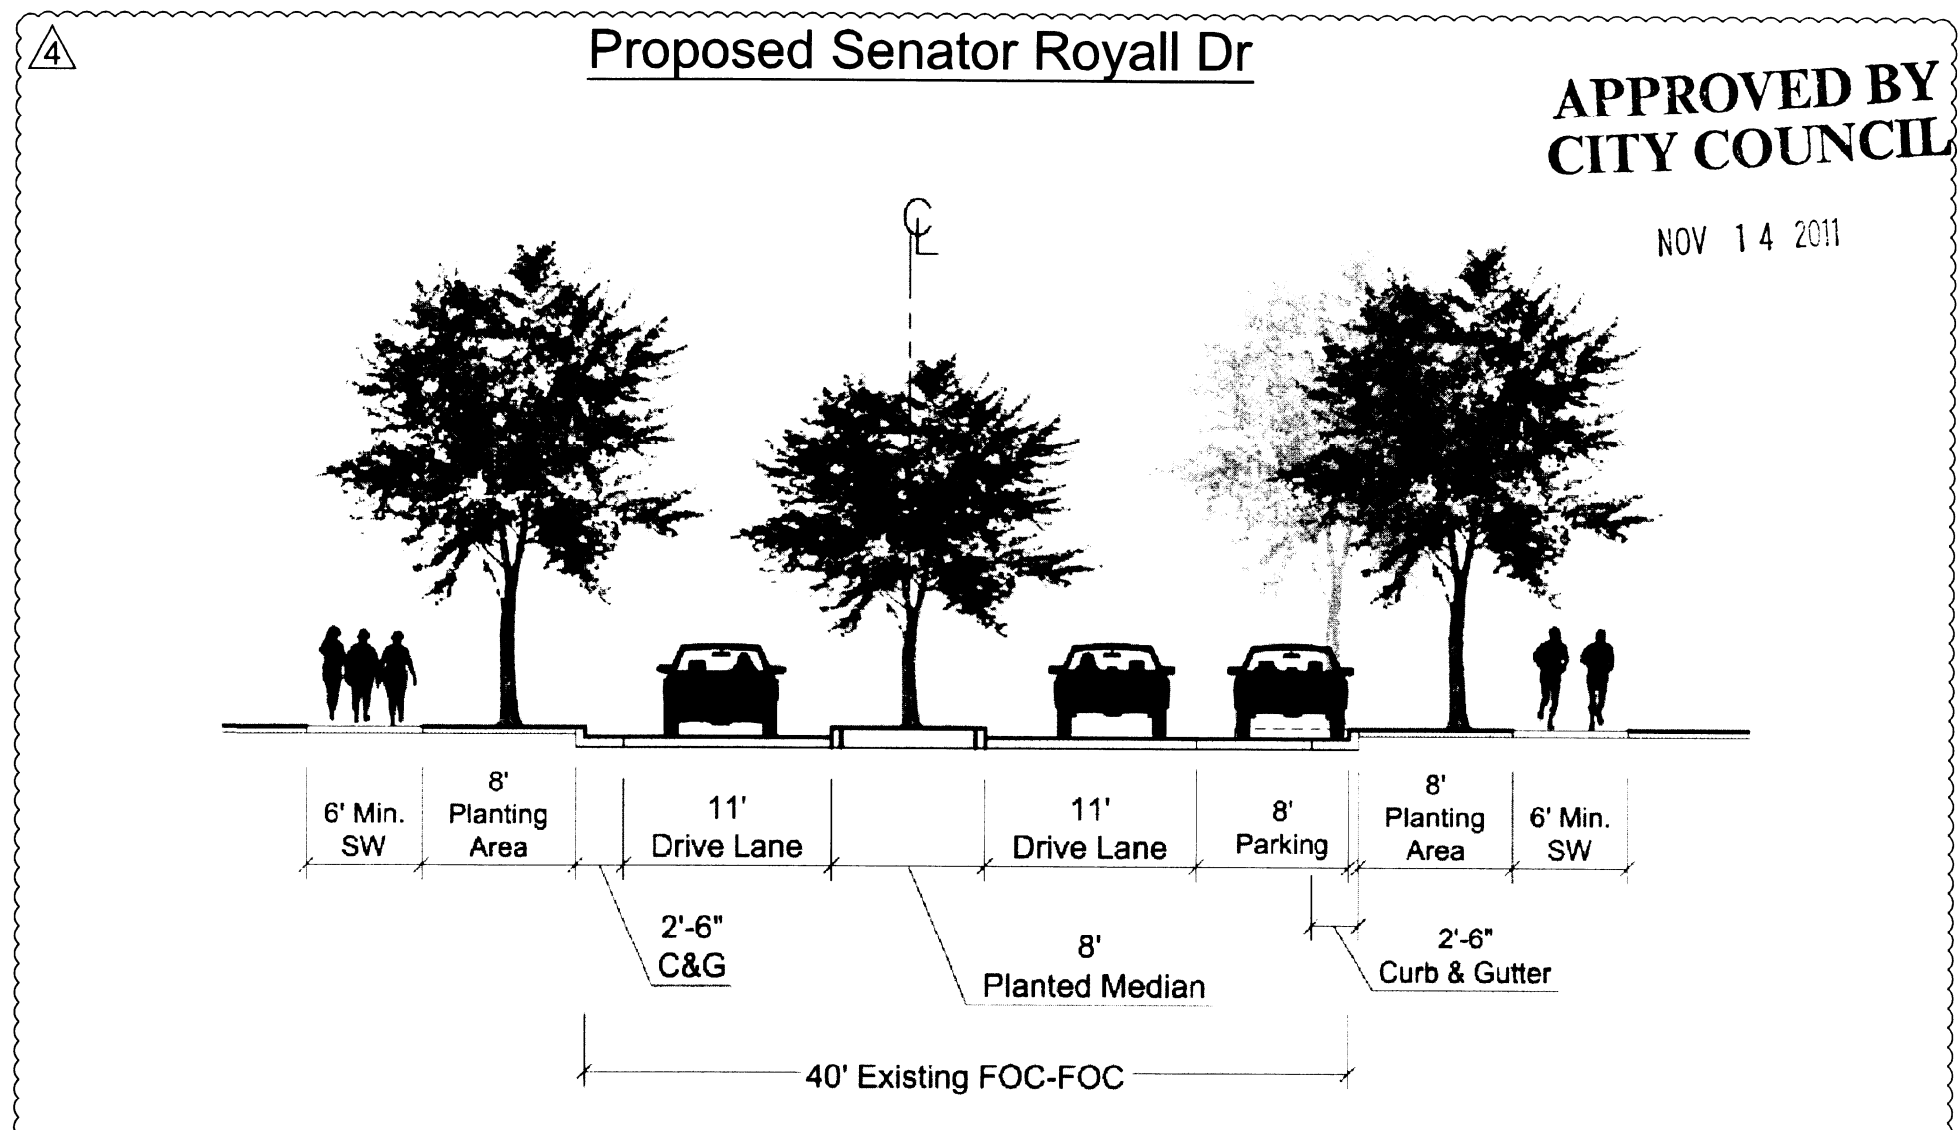 4
Proposed Senator Royall Dr
APPROVED BY
CITY COUNCIL
NOV 14 2011
CL
6' Min.
SW
8'
Planting
Area
11'
Drive Lane
11'
Drive Lane
8'
Parking
8'
Planting
Area
6' Min.
SW
2'-6"
C&G
8'
Planted Median
2'-6"
Curb & Gutter
40' Existing FOC-FOC